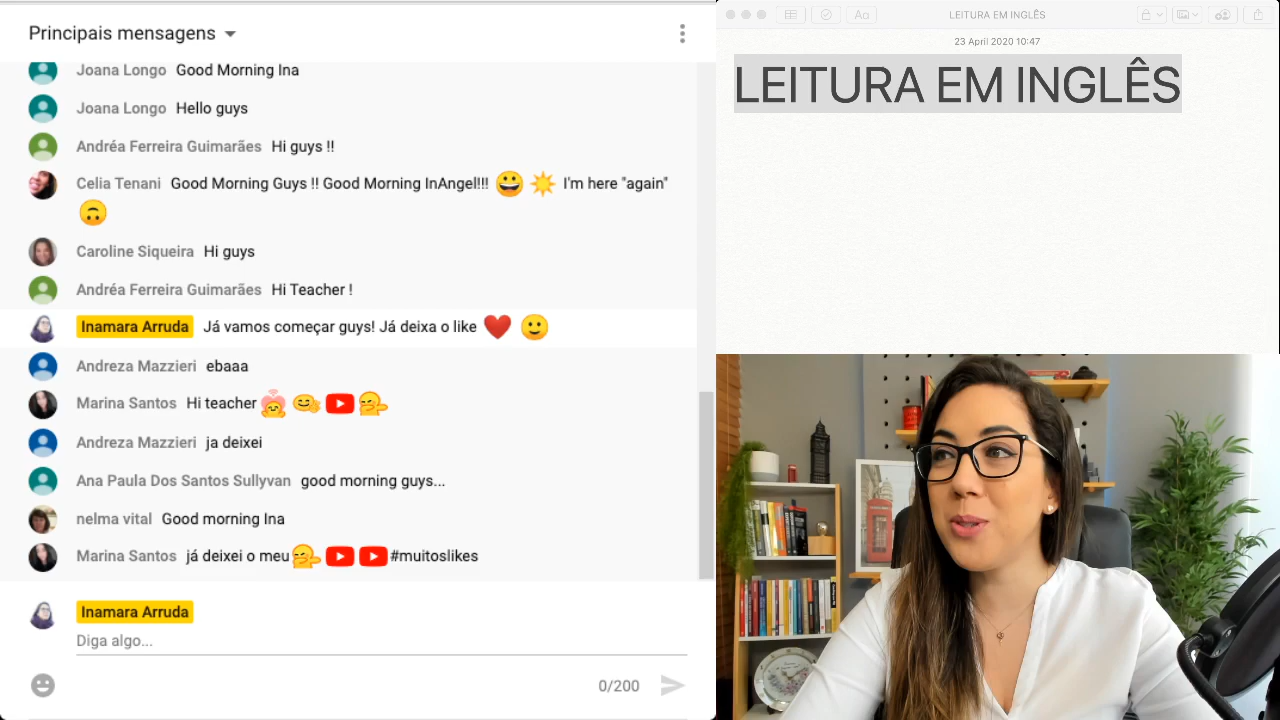 Principais mensagens
Joana Longo Good Morning Ina
Joana Longo Hello guys
Andréa Ferreira Guimarães Hi guys !!
Celia Tenani Good Morning Guys !! Good Morning InAngel!!! 😀 ☀️ I'm here "again"
🙃
Caroline Siqueira Hi guys
Andréa Ferreira Guimarães Hi Teacher !
Inamara Arruda Já vamos começar guys! Já deixa o like ❤️ 🙂
Andreza Mazzieri ebaaa
Marina Santos Hi teacher
Andreza Mazzieri ja deixei
Ana Paula Dos Santos Sullyvan good morning guys...
nelma vital Good morning Ina
Marina Santos já deixei o meu #muitoslikes
Inamara Arruda
Diga algo...
0/200
Aa
LEITURA EM INGLÊS
23 April 2020 10:47
LEITURA EM INGLÊS